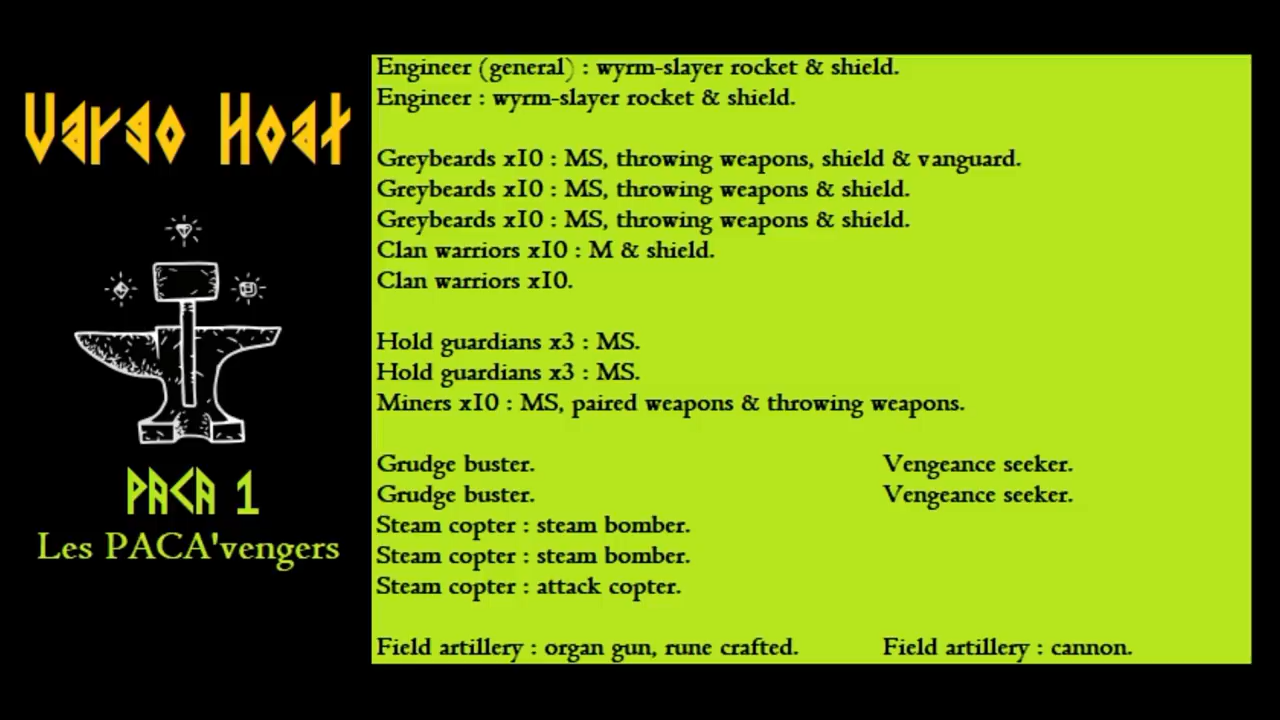 Vargo Hoat
PACA 1
Les PACA'vengers
Engineer (general) : wyrm-slayer rocket & shield.
Engineer : wyrm-slayer rocket & shield.
Greybeards x10 : MS, throwing weapons, shield & vanguard.
Greybeards x10 : MS, throwing weapons & shield.
Greybeards x10 : MS, throwing weapons & shield.
Clan warriors x10 : M & shield.
Clan warriors x10.
Hold guardians x3 : MS.
Hold guardians x3 : MS.
Miners x10 : MS, paired weapons & throwing weapons.
Grudge buster. Vengeance seeker.
Grudge buster. Vengeance seeker.
Steam copter : steam bomber.
Steam copter : steam bomber.
Steam copter : attack copter.
Field artillery : organ gun, rune crafted. Field artillery : cannon.